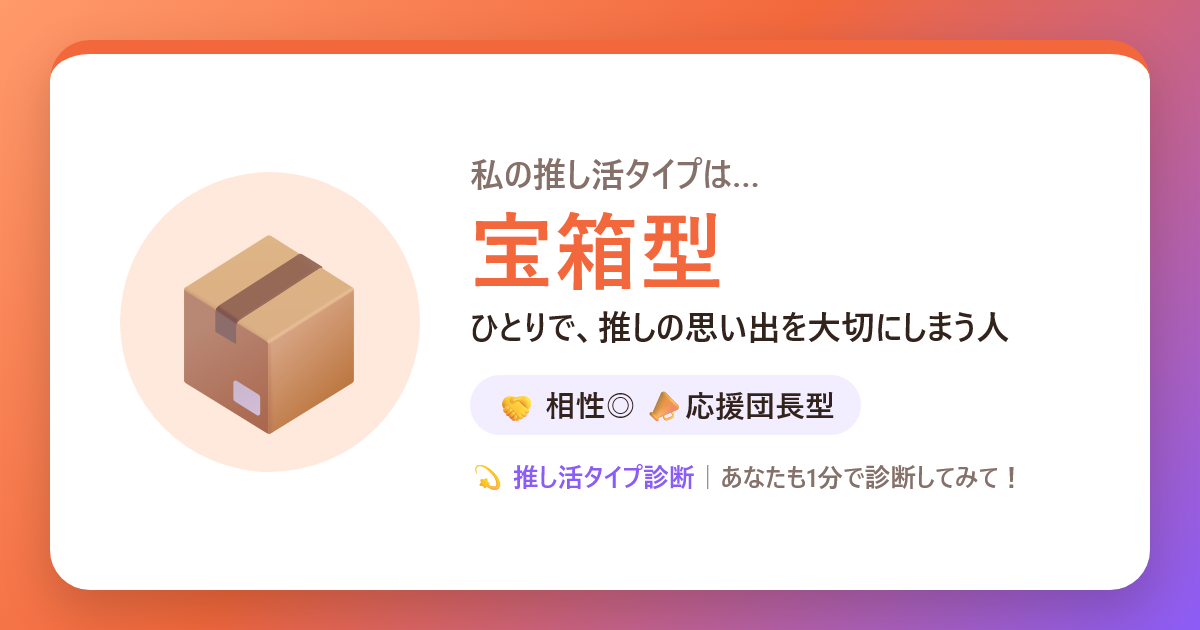 私の推し活タイプは...
宝箱型
ひとりで、推しの思い出を大切にしまう人
🤝 相性◎ 📣応援団長型
💫 推し活タイプ診断｜あなたも1分で診断してみて！